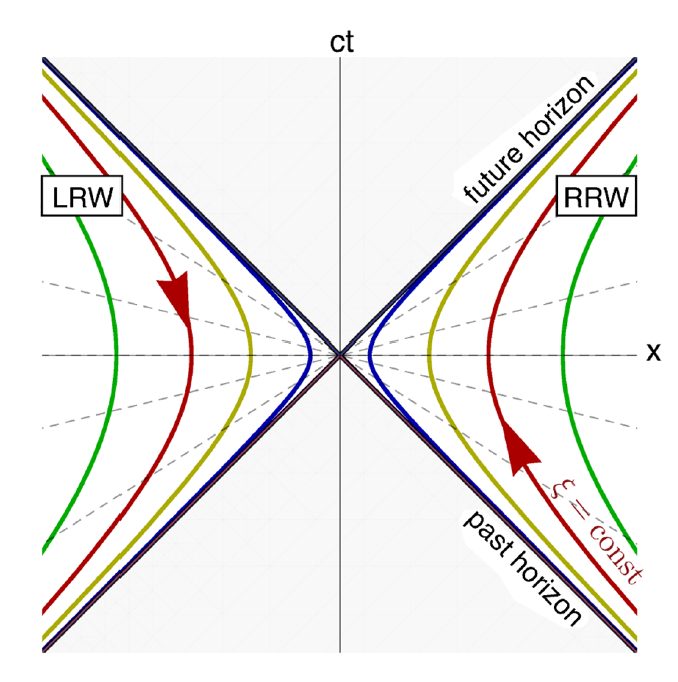 ct
future horizon
LRW
RRW
x
ξ = const
past horizon